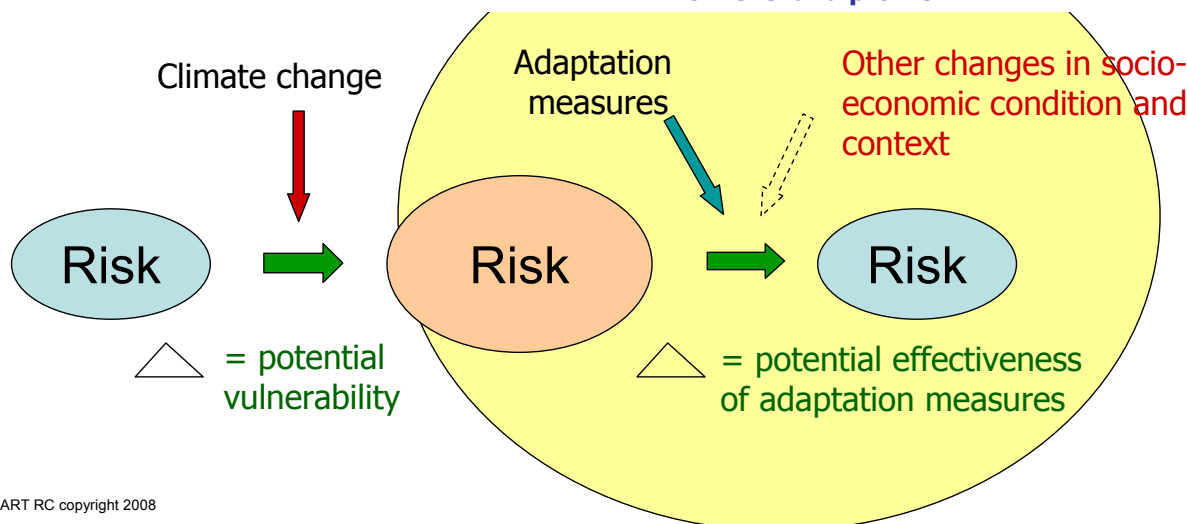 Climate change
Adaptation
measures
Other changes in socio-
economic condition and
context
Risk
Risk
Risk
= potential
vulnerability
= potential effectiveness
of adaptation measures
ART RC copyright 2008